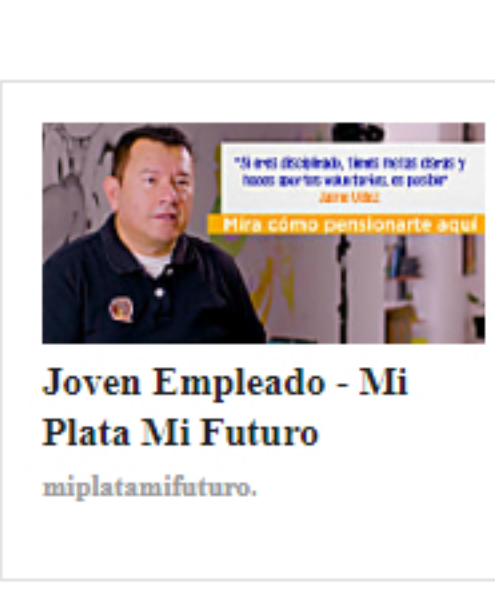 "Si eres disciplinado, tienes metas claras y
haces aportes voluntarios, es posible"
Jaime
Mira cómo pensionarte aquí
Joven Empleado - Mi
Plata Mi Futuro
miplatamifuturo.